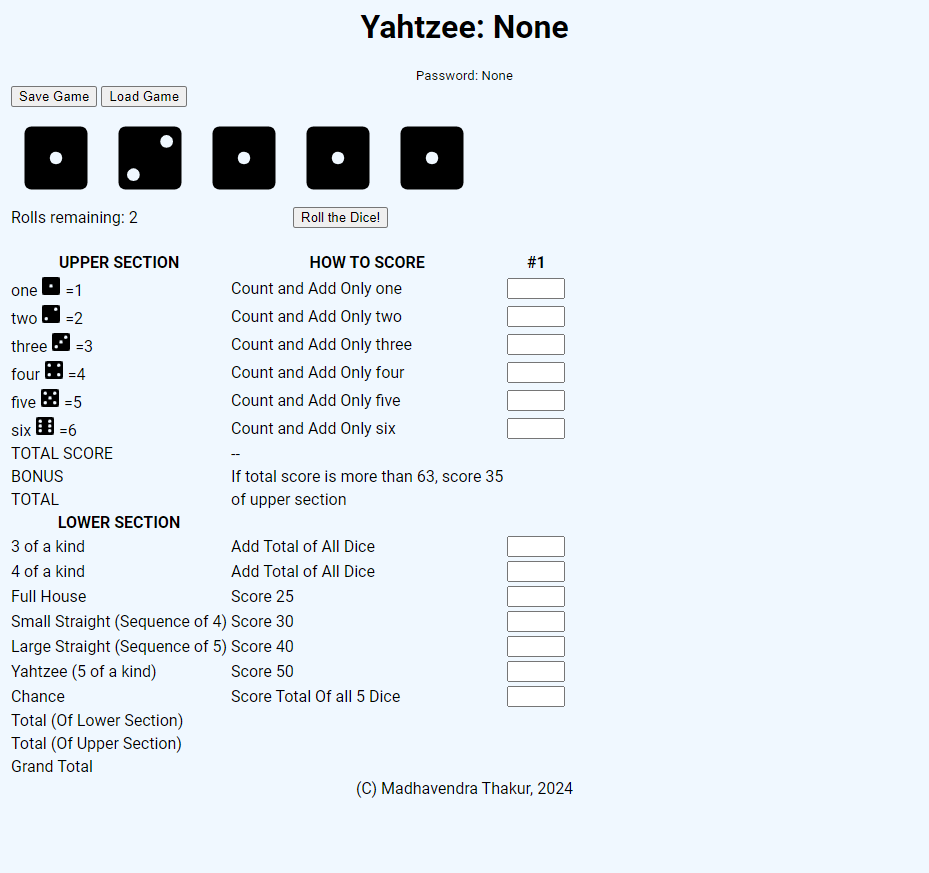 Yahtzee: None
Password: None
Save Game Load Game
Rolls remaining: 2 Roll the Dice!
UPPER SECTION HOW TO SCORE #1
one =1 Count and Add Only one
two =2 Count and Add Only two
three =3 Count and Add Only three
four =4 Count and Add Only four
five =5 Count and Add Only five
six =6 Count and Add Only six
TOTAL SCORE --
BONUS If total score is more than 63, score 35
TOTAL of upper section
LOWER SECTION
3 of a kind Add Total of All Dice
4 of a kind Add Total of All Dice
Full House Score 25
Small Straight (Sequence of 4) Score 30
Large Straight (Sequence of 5) Score 40
Yahtzee (5 of a kind) Score 50
Chance Score Total Of all 5 Dice
Total (Of Lower Section)
Total (Of Upper Section)
Grand Total
(C) Madhavendra Thakur, 2024